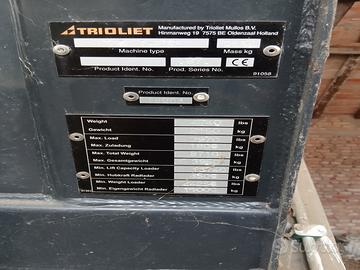 TRIOLIET
Manufactured by Triollet Mullos B.V.
Hinmanweg 19 7575 BE Oldenzaal Holland
Machine type
Mass kg
Product Ident. No.
Prod. Series No.
CE
91058
Product Ident. No.
Weight lbs
Gewicht kg
Max. Load lbs
Max. Zuladung kg
Max. Total Weight lbs
Max. Gesamtgewicht kg
Min. Lift Capacity Loader lbs
Min. Hubkraft Radlader kg
Min. Weight Loader lbs
Min. Eigengewicht Radlader kg